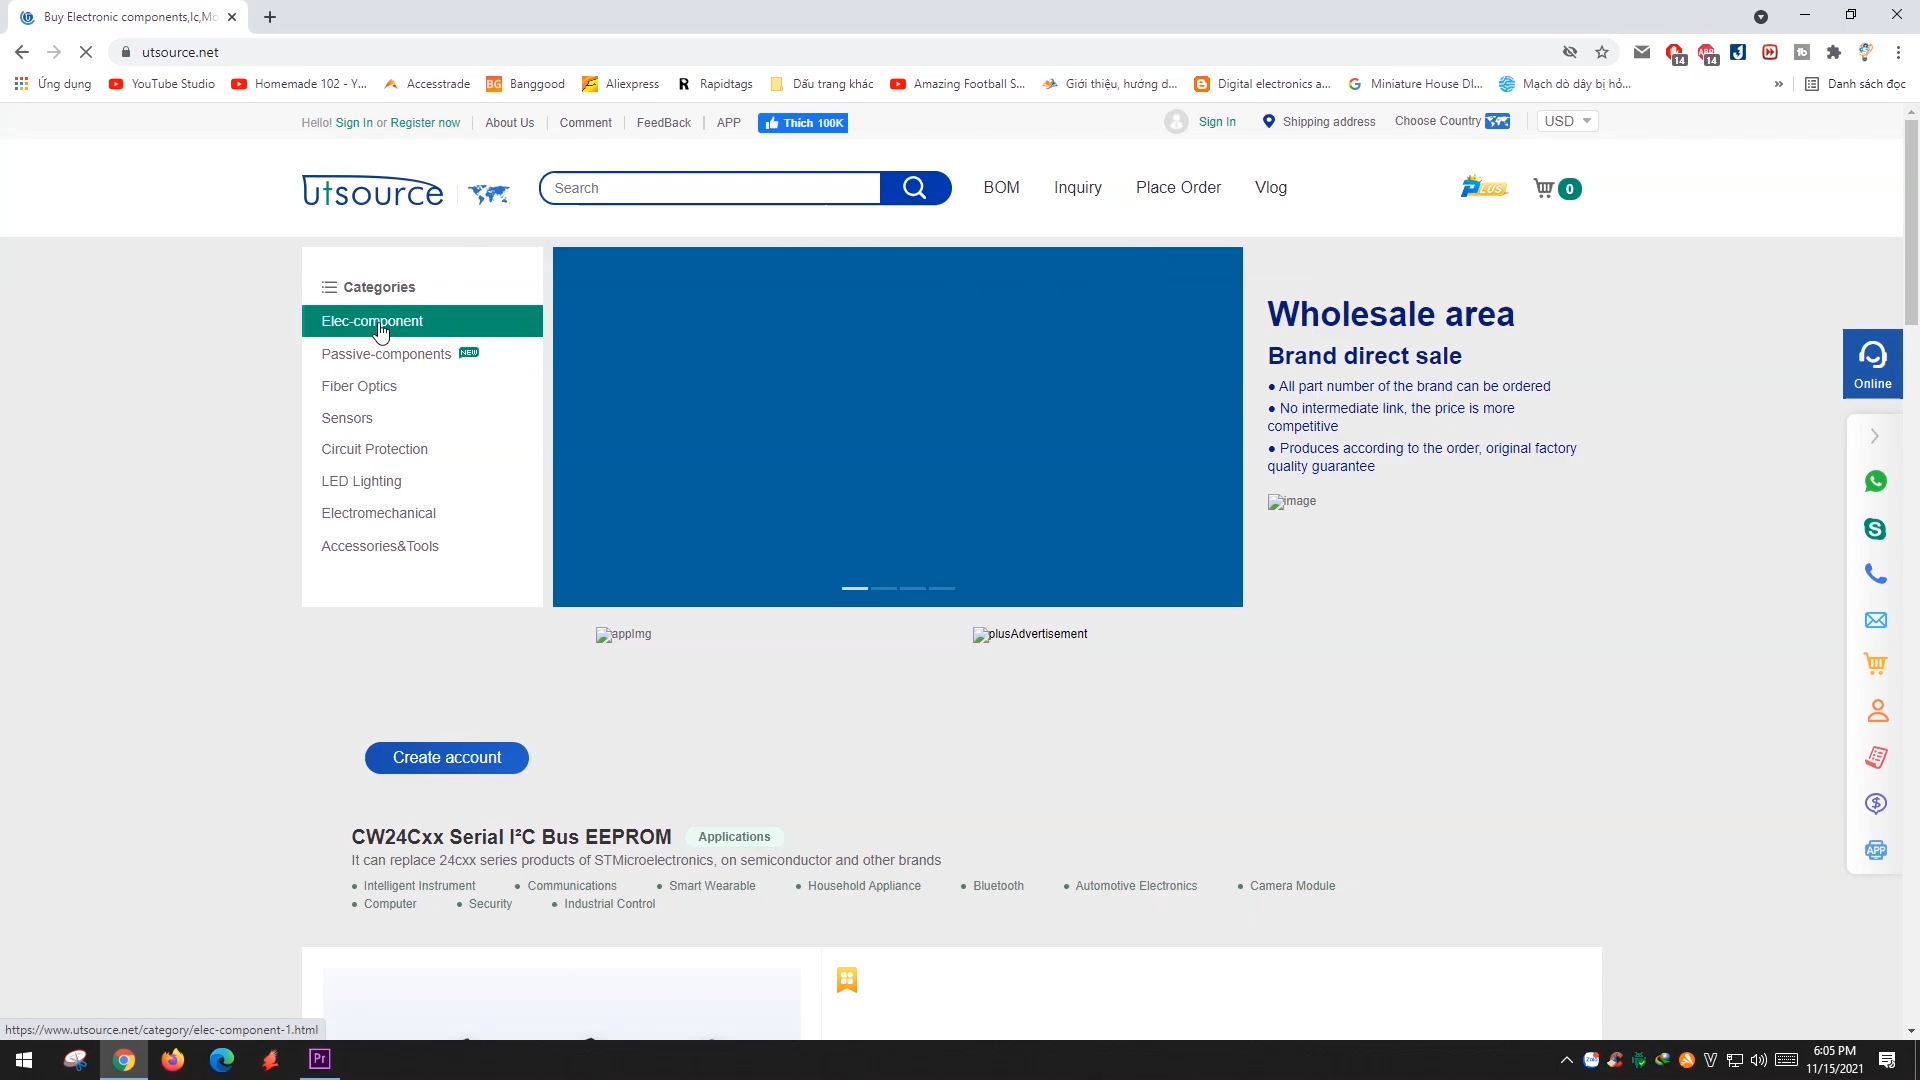 Buy Electronic components,Ic,Mo
utsource.net
14
14
Ứng dụng
YouTube Studio
Homemade 102 - Y...
Accesstrade
BG Banggood
Aliexpress
R Rapidtags
Dấu trang khác
Amazing Football S...
Giới thiệu, hướng d...
Digital electronics a...
Miniature House DI...
Mạch dò dây bị hỏ...
»
Danh sách đọc
Hello! Sign In or Register now
About Us
Comment
FeedBack
APP
Thích 100K
Sign In
Shipping address
Choose Country
USD
utsource
Search
BOM
Inquiry
Place Order
Vlog
PLUS
0
Categories
Elec-component
Passive-components NEW
Fiber Optics
Sensors
Circuit Protection
LED Lighting
Electromechanical
Accessories&Tools
Wholesale area
Brand direct sale
● All part number of the brand can be ordered
● No intermediate link, the price is more
competitive
● Produces according to the order, original factory
quality guarantee
image
Online
appImg
plusAdvertisement
APP
Create account
CW24Cxx Serial I²C Bus EEPROM
Applications
It can replace 24cxx series products of STMicroelectronics, on semiconductor and other brands
● Intelligent Instrument
● Communications
● Smart Wearable
● Household Appliance
● Bluetooth
● Automotive Electronics
● Camera Module
● Computer
● Security
● Industrial Control
https://www.utsource.net/category/elec-component-1.html
Pr
6:05 PM
11/15/2021